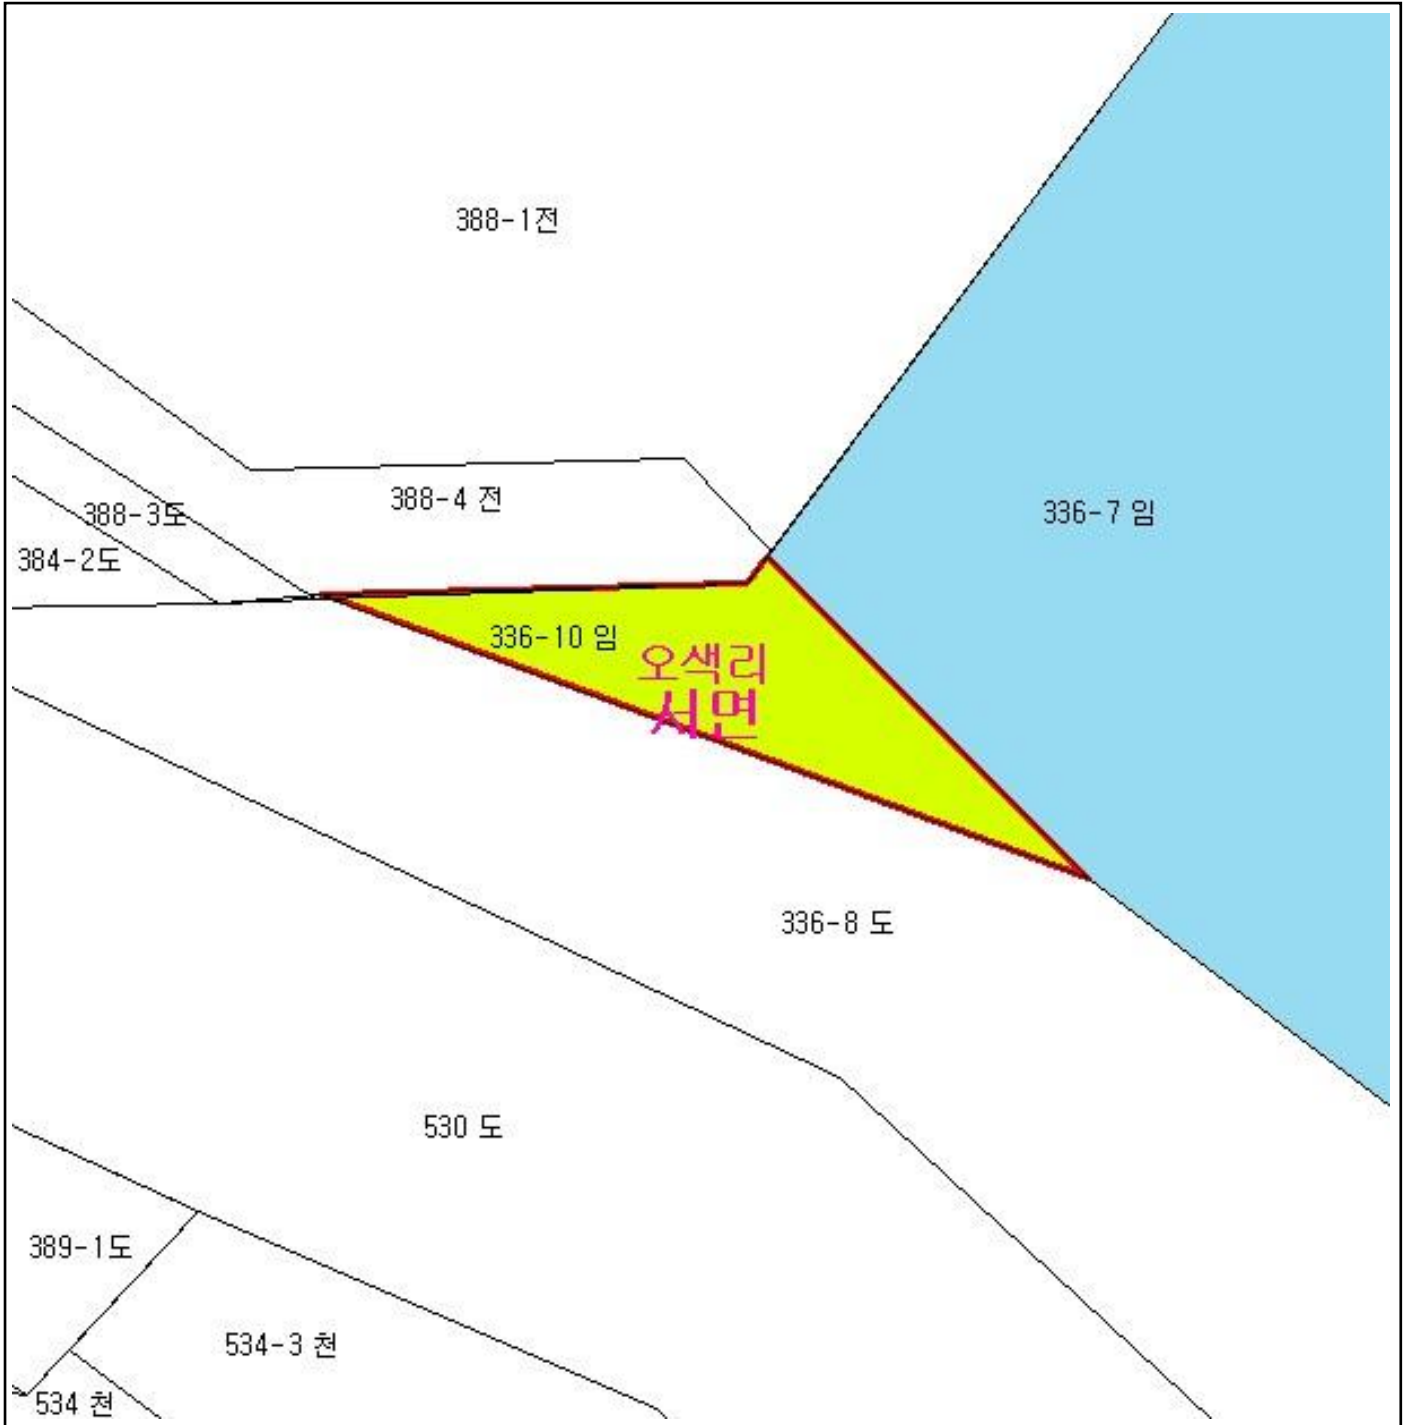 388-1전
388-4 전
336-7 임
388-3도
384-2도
336-10 임
오색리
서면
336-8 도
530 도
389-1도
534-3 천
534 천